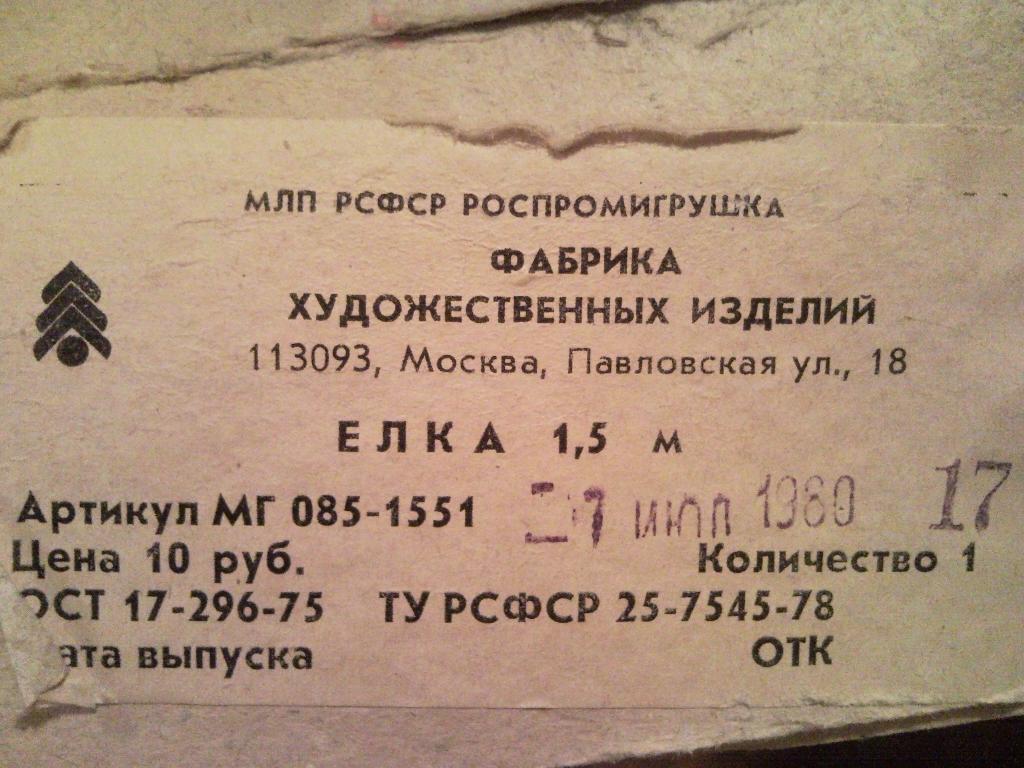 МЛП РСФСР РОСПРОМИГРУШКА
ФАБРИКА
ХУДОЖЕСТВЕННЫХ ИЗДЕЛИЙ
113093, Москва, Павловская ул., 18
ЕЛКА 1,5 м
Артикул МГ 085-1551 июл 1980 17
Цена 10 руб. Количество 1
ОСТ 17-296-75 ТУ РСФСР 25-7545-78
ата выпуска ОТК